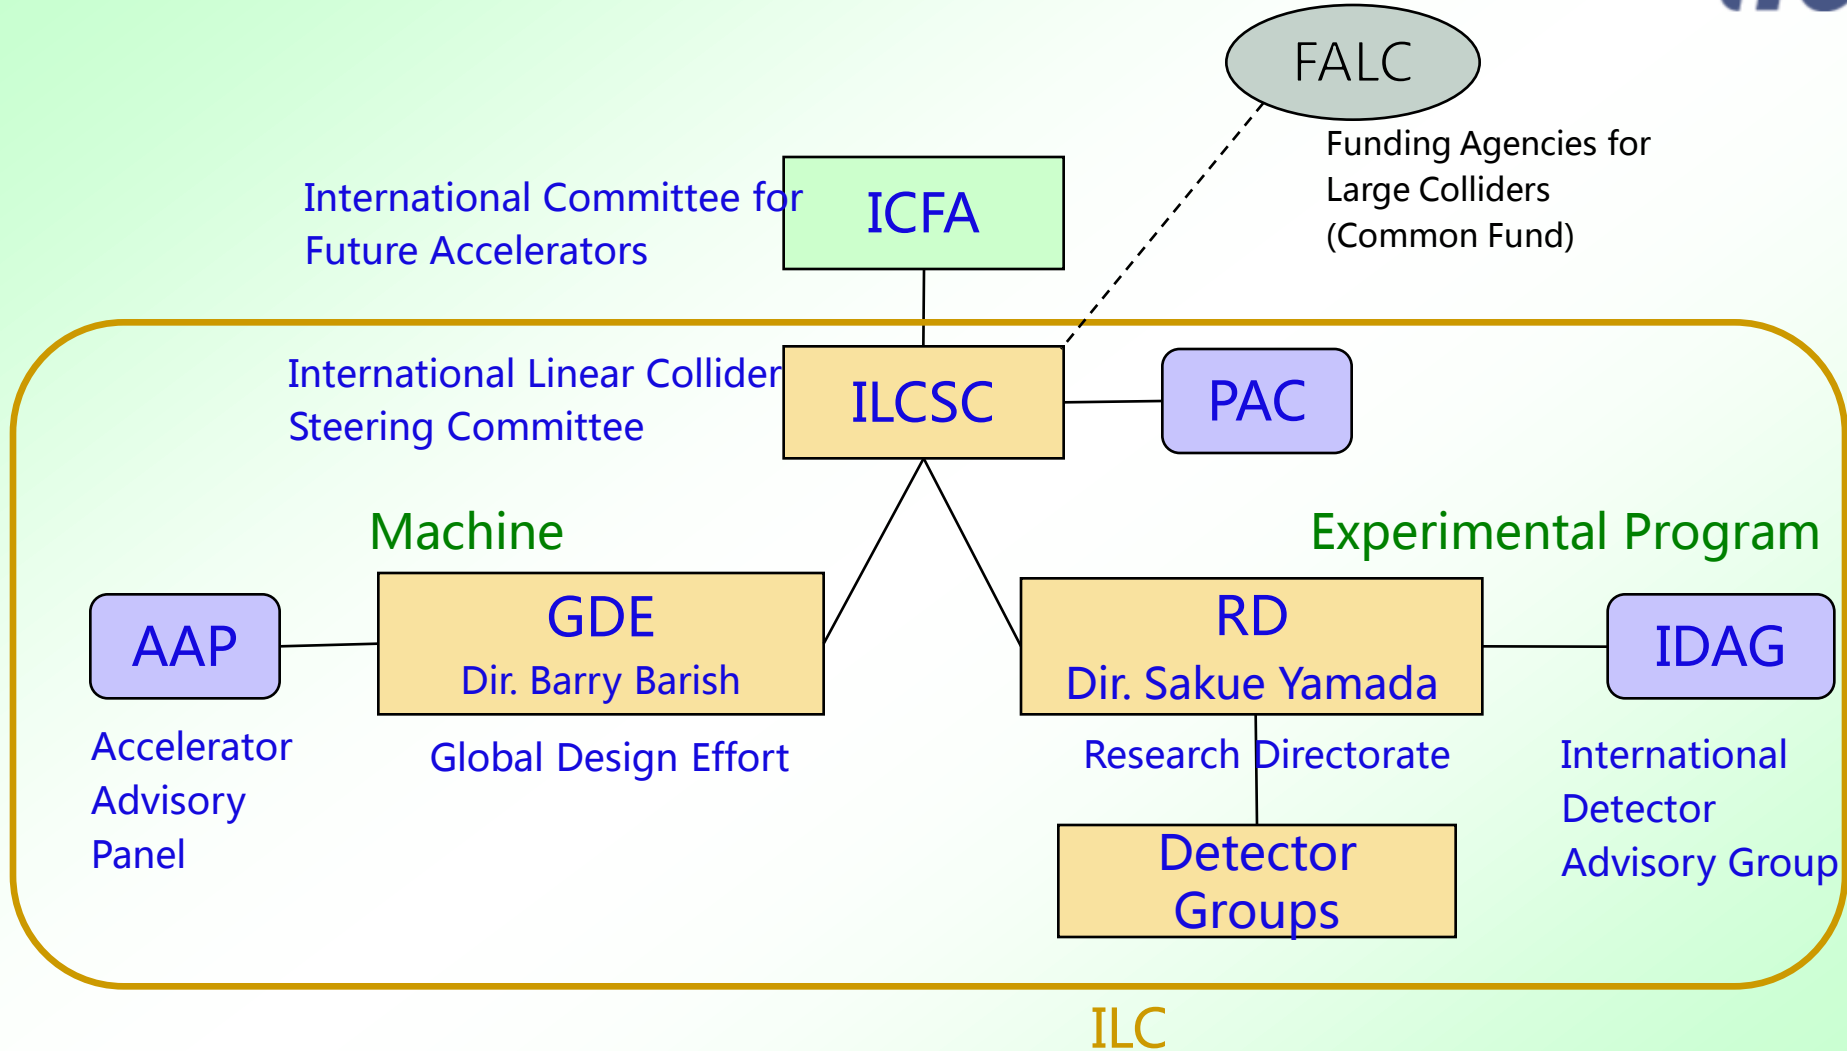 FALC
Funding Agencies for
Large Colliders
(Common Fund)
International Committee for
Future Accelerators
ICFA
International Linear Collider
Steering Committee
ILCSC
PAC
Machine
Experimental Program
AAP
GDE
Dir. Barry Barish
RD
Dir. Sakue Yamada
IDAG
Accelerator
Advisory
Panel
Global Design Effort
Research Directorate
International
Detector
Advisory Group
Detector
Groups
ILC